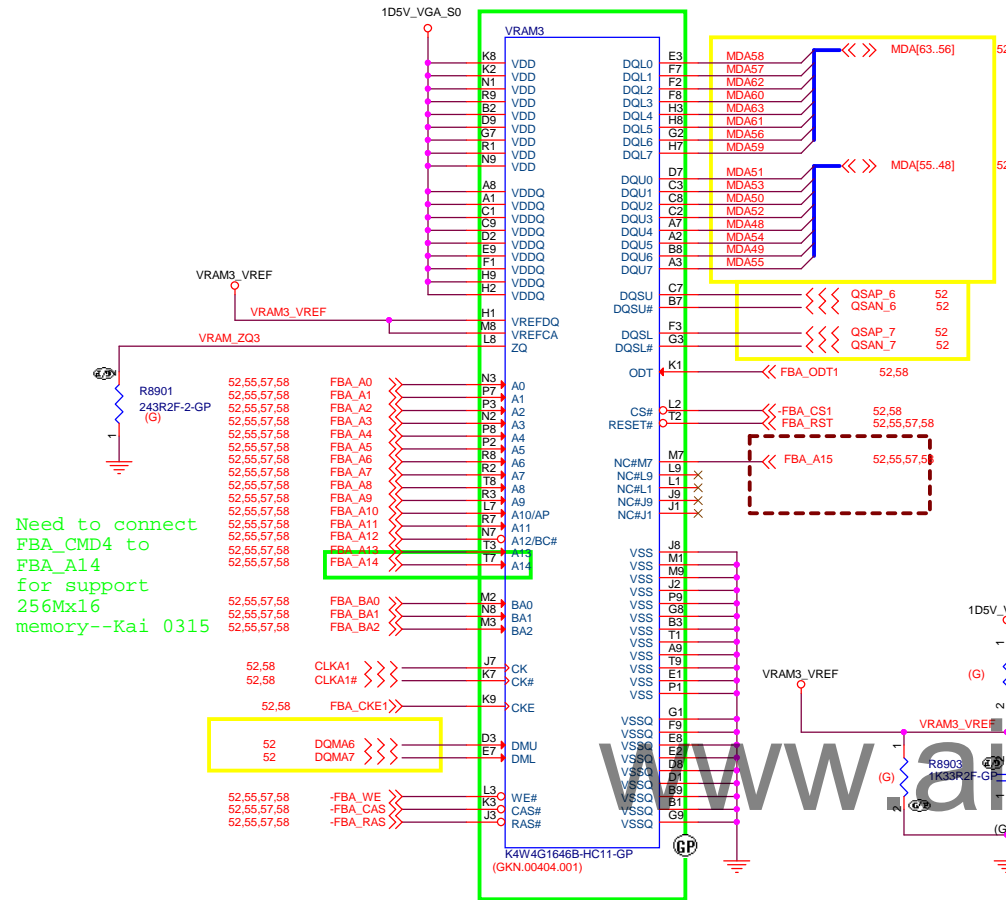 1D5V_VGA_S0
VRAM3
K8 VDD
K2 VDD
N1 VDD
R9 VDD
B2 VDD
D9 VDD
G7 VDD
R1 VDD
N9 VDD
A8 VDDQ
A1 VDDQ
C1 VDDQ
C9 VDDQ
D2 VDDQ
E9 VDDQ
F1 VDDQ
H9 VDDQ
H2 VDDQ
VRAM3_VREF
VRAM3_VREF H1 VREFDQ
M8 VREFCA
VRAM_ZQ3 L8 ZQ
R8901
243R2F-2-GP
(G)
2
1
52,55,57,58 FBA_A0 N3 A0
52,55,57,58 FBA_A1 P7 A1
52,55,57,58 FBA_A2 P3 A2
52,55,57,58 FBA_A3 N2 A3
52,55,57,58 FBA_A4 P8 A4
52,55,57,58 FBA_A5 P2 A5
52,55,57,58 FBA_A6 R8 A6
52,55,57,58 FBA_A7 R2 A7
52,55,57,58 FBA_A8 T8 A8
52,55,57,58 FBA_A9 R3 A9
52,55,57,58 FBA_A10 L7 A10/AP
52,55,57,58 FBA_A11 R7 A11
52,55,57,58 FBA_A12 N7 A12/BC#
52,55,57,58 FBA_A13 T3 A13
52,55,57,58 FBA_A14 T7 A14
Need to connect
FBA_CMD4 to
FBA_A14
for support
256Mx16
memory--Kai 0315
52,55,57,58 FBA_BA0 M2 BA0
52,55,57,58 FBA_BA1 N8 BA1
52,55,57,58 FBA_BA2 M3 BA2
52,58 CLKA1 J7 CK
52,58 CLKA1# K7 CK#
52,58 FBA_CKE1 K9 CKE
52 DQMA6 D3 DMU
52 DQMA7 E7 DML
52,55,57,58 -FBA_WE L3 WE#
52,55,57,58 -FBA_CAS K3 CAS#
52,55,57,58 -FBA_RAS J3 RAS#
K4W4G1646B-HC11-GP
(GKN.00404.001)
GP
DQL0 E3 MDA58
DQL1 F7 MDA57
DQL2 F2 MDA62
DQL3 F8 MDA60
DQL4 H3 MDA63
DQL5 H8 MDA61
DQL6 G2 MDA56
DQL7 H7 MDA59
MDA[63..56] 52
DQU0 D7 MDA51
DQU1 C3 MDA53
DQU2 C8 MDA50
DQU3 C2 MDA52
DQU4 A7 MDA48
DQU5 A2 MDA54
DQU6 B8 MDA49
DQU7 A3 MDA55
MDA[55..48] 52
DQSU C7 QSAP_6 52
DQSU# B7 QSAN_6 52
DQSL F3 QSAP_7 52
DQSL# G3 QSAN_7 52
ODT K1 FBA_ODT1 52,58
CS# L2 -FBA_CS1 52,58
RESET# T2 FBA_RST 52,55,57,58
NC#M7 M7 FBA_A15 52,55,57,58
NC#L9 L9
NC#L1 L1
NC#J9 J9
NC#J1 J1
VSS J8
VSS M1
VSS M9
VSS J2
VSS P9
VSS G8
VSS B3
VSS T1
VSS A9
VSS T9
VSS E1
VSS P1
VSSQ G1
VSSQ F9
VSSQ E8
VSSQ E2
VSSQ D8
VSSQ D1
VSSQ B9
VSSQ B1
VSSQ G9
1D5V_V
(G)
1
2
VRAM3_VREF
VRAM3_VREF
1
R8903
1K33R2F-GP
(G)
2
(G
www.ai